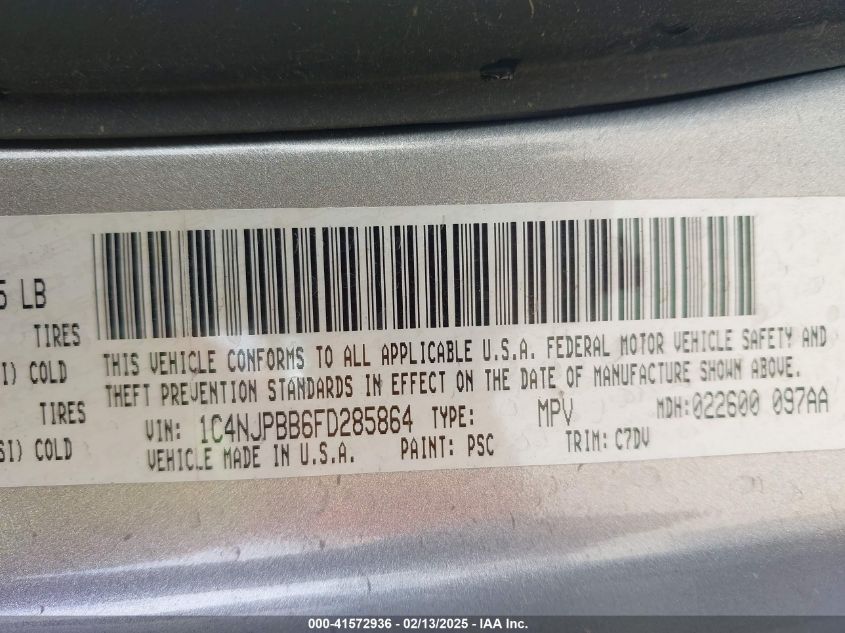 5 LB
TIRES
I) COLD
TIRES
SI) COLD
THIS VEHICLE CONFORMS TO ALL APPLICABLE U.S.A. FEDERAL MOTOR VEHICLE SAFETY AND
THEFT PREVENTION STANDARDS IN EFFECT ON THE DATE OF MANUFACTURE SHOWN ABOVE.
VIN: 1C4NJPBB6FD285864 TYPE: MPV MDH:022600 097AA
VEHICLE MADE IN U.S.A. PAINT: PSC TRIM: C7DV
000-41572936 - 02/13/2025 - IAA Inc.